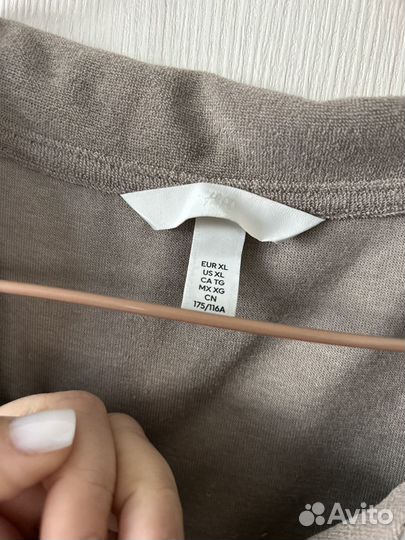 EUR XL
US XL
CA TG
MX XG
CN
175/116A
Avito